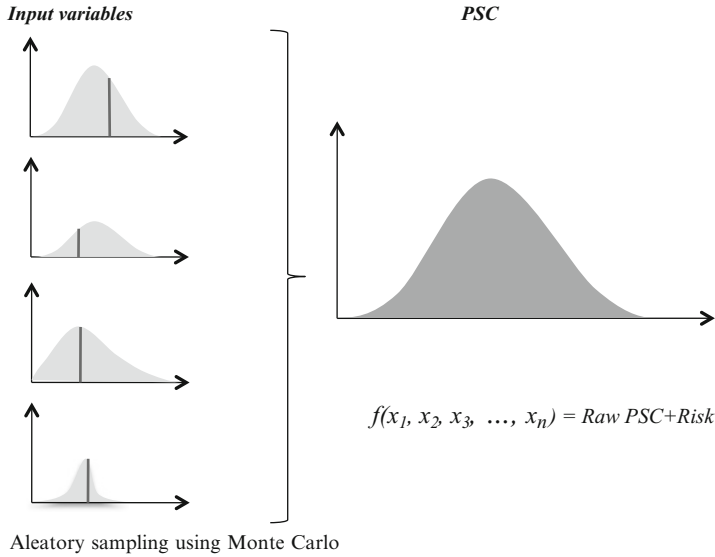 Input variables
PSC
f(x₁, x₂, x₃, ..., xₙ) = Raw PSC+Risk
Aleatory sampling using Monte Carlo